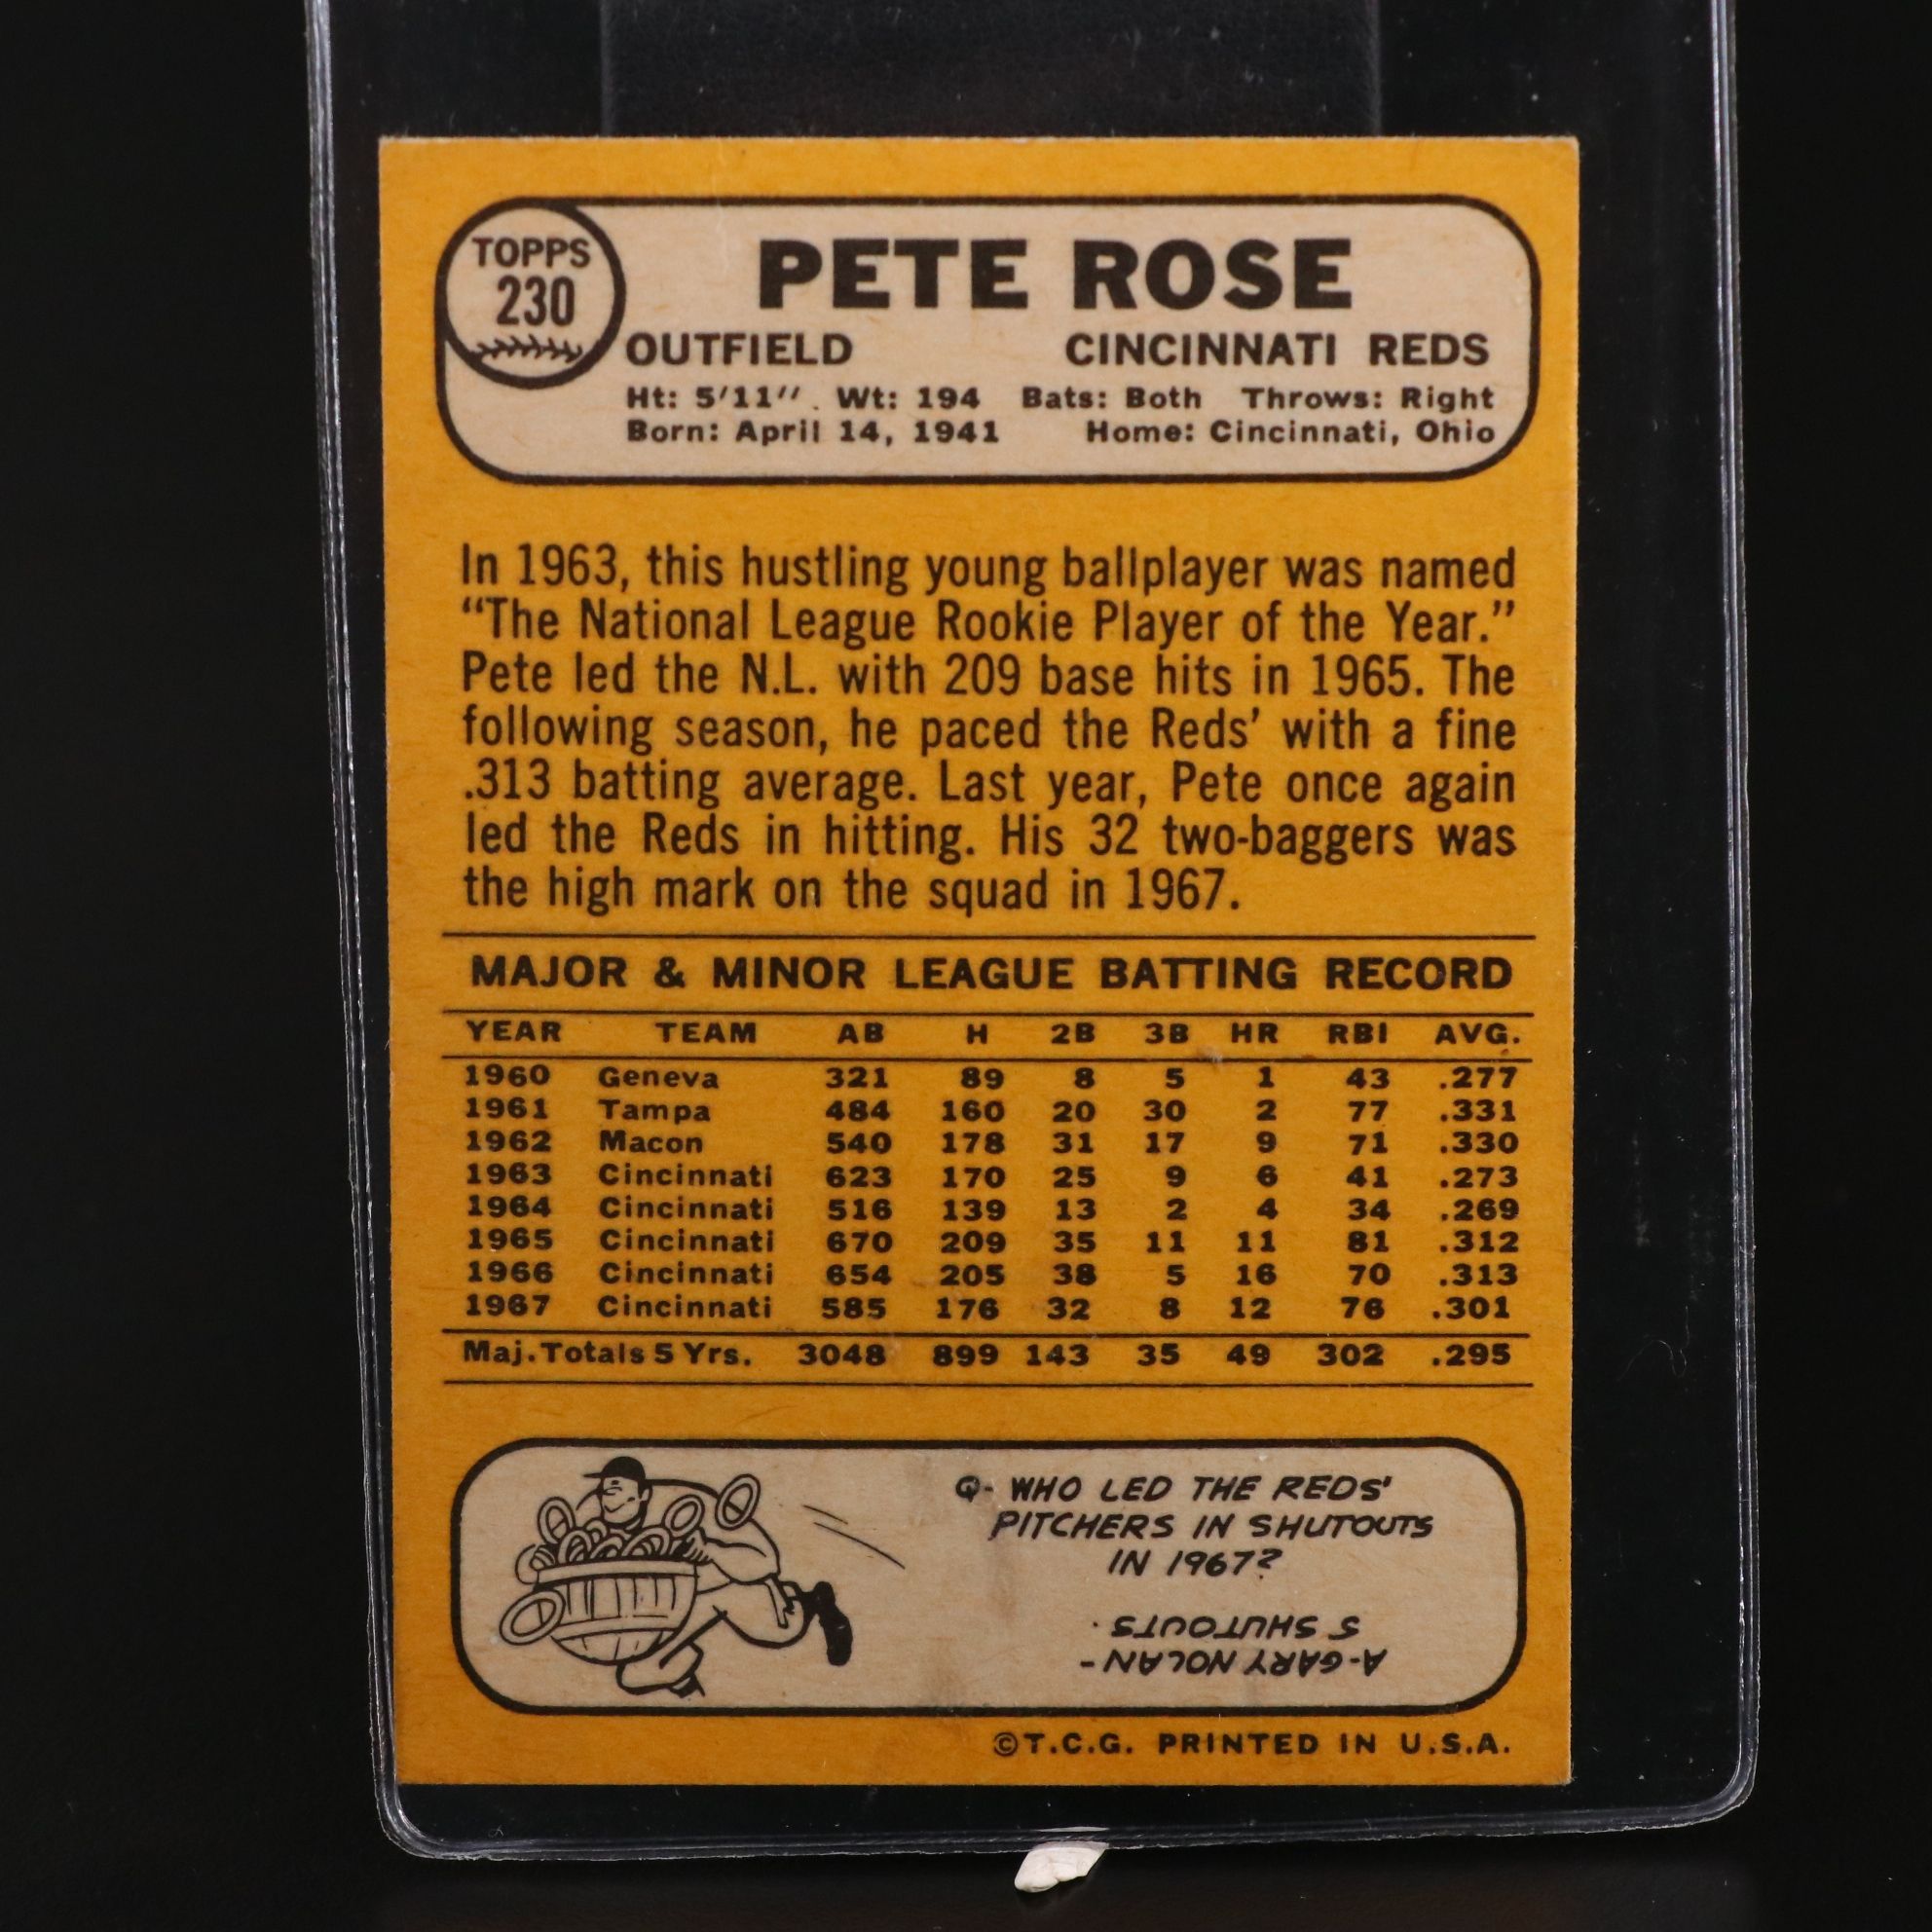 TOPPS
230
PETE ROSE
OUTFIELD CINCINNATI REDS
Ht: 5'11" Wt: 194 Bats: Both Throws: Right
Born: April 14, 1941 Home: Cincinnati, Ohio
In 1963, this hustling young ballplayer was named
“The National League Rookie Player of the Year.”
Pete led the N.L. with 209 base hits in 1965. The
following season, he paced the Reds’ with a fine
.313 batting average. Last year, Pete once again
led the Reds in hitting. His 32 two-baggers was
the high mark on the squad in 1967.
MAJOR & MINOR LEAGUE BATTING RECORD
YEAR TEAM AB H 2B 3B HR RBI AVG.
1960 Geneva 321 89 8 5 1 43 .277
1961 Tampa 484 160 20 30 2 77 .331
1962 Macon 540 178 31 17 9 71 .330
1963 Cincinnati 623 170 25 9 6 41 .273
1964 Cincinnati 516 139 13 2 4 34 .269
1965 Cincinnati 670 209 35 11 11 81 .312
1966 Cincinnati 654 205 38 5 16 70 .313
1967 Cincinnati 585 176 32 8 12 76 .301
Maj. Totals 5 Yrs. 3048 899 143 35 49 302 .295
Q- WHO LED THE REDS'
PITCHERS IN SHUTOUTS
IN 1967?
A-GARY NOLAN-
5 SHUTOUTS.
©T.C.G. PRINTED IN U.S.A.